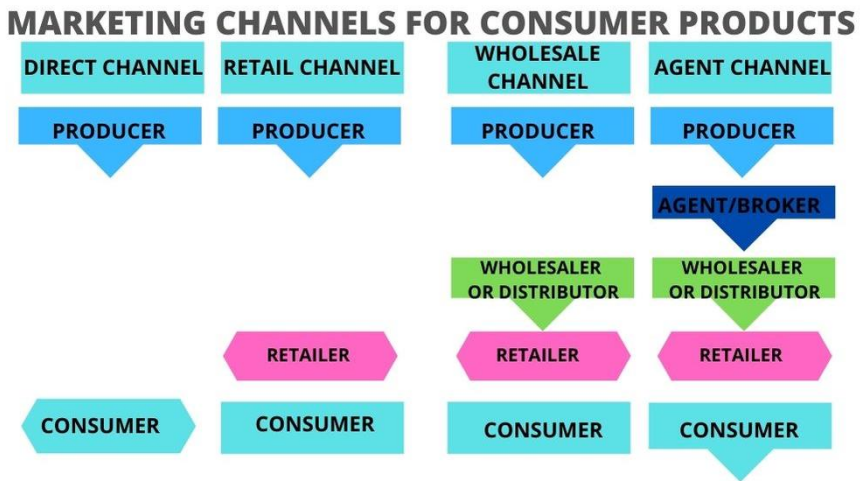 MARKETING CHANNELS FOR CONSUMER PRODUCTS
DIRECT CHANNEL
RETAIL CHANNEL
WHOLESALE
CHANNEL
AGENT CHANNEL
PRODUCER
PRODUCER
PRODUCER
PRODUCER
AGENT/BROKER
WHOLESALER
OR DISTRIBUTOR
WHOLESALER
OR DISTRIBUTOR
RETAILER
RETAILER
RETAILER
CONSUMER
CONSUMER
CONSUMER
CONSUMER